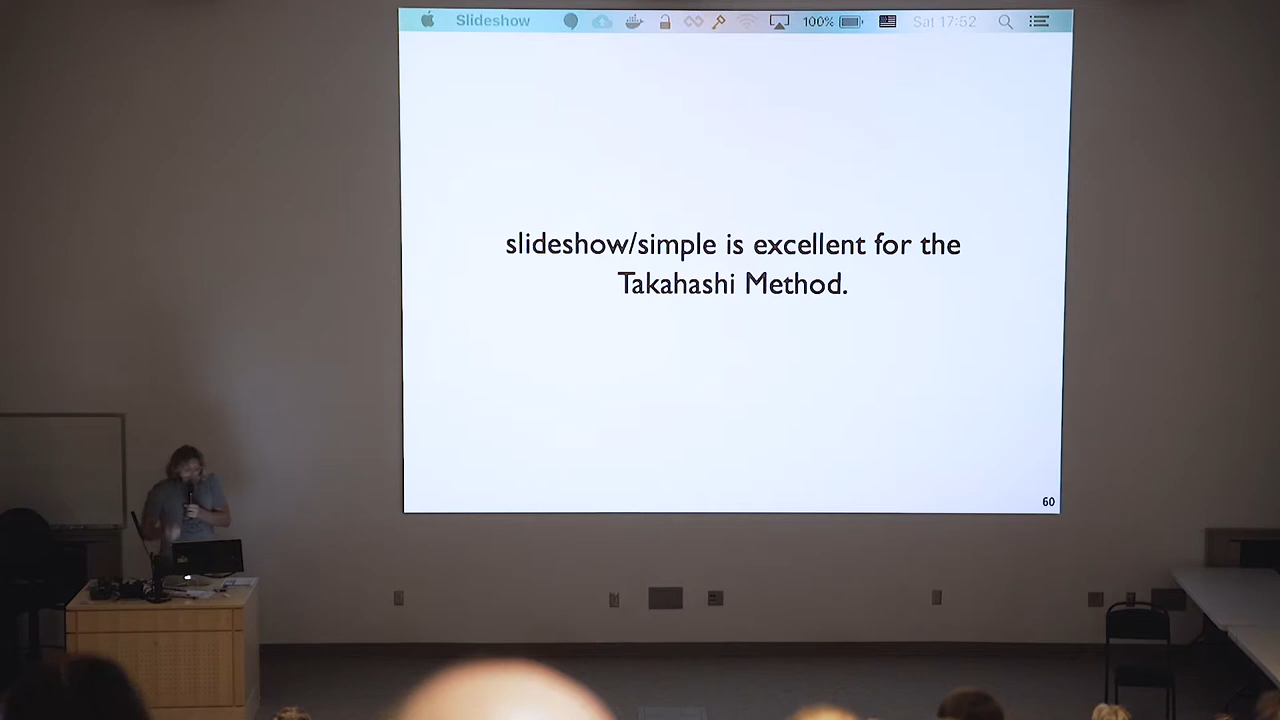 Slideshow
100%
Sat 17:52
slideshow/simple is excellent for the
Takahashi Method.
60